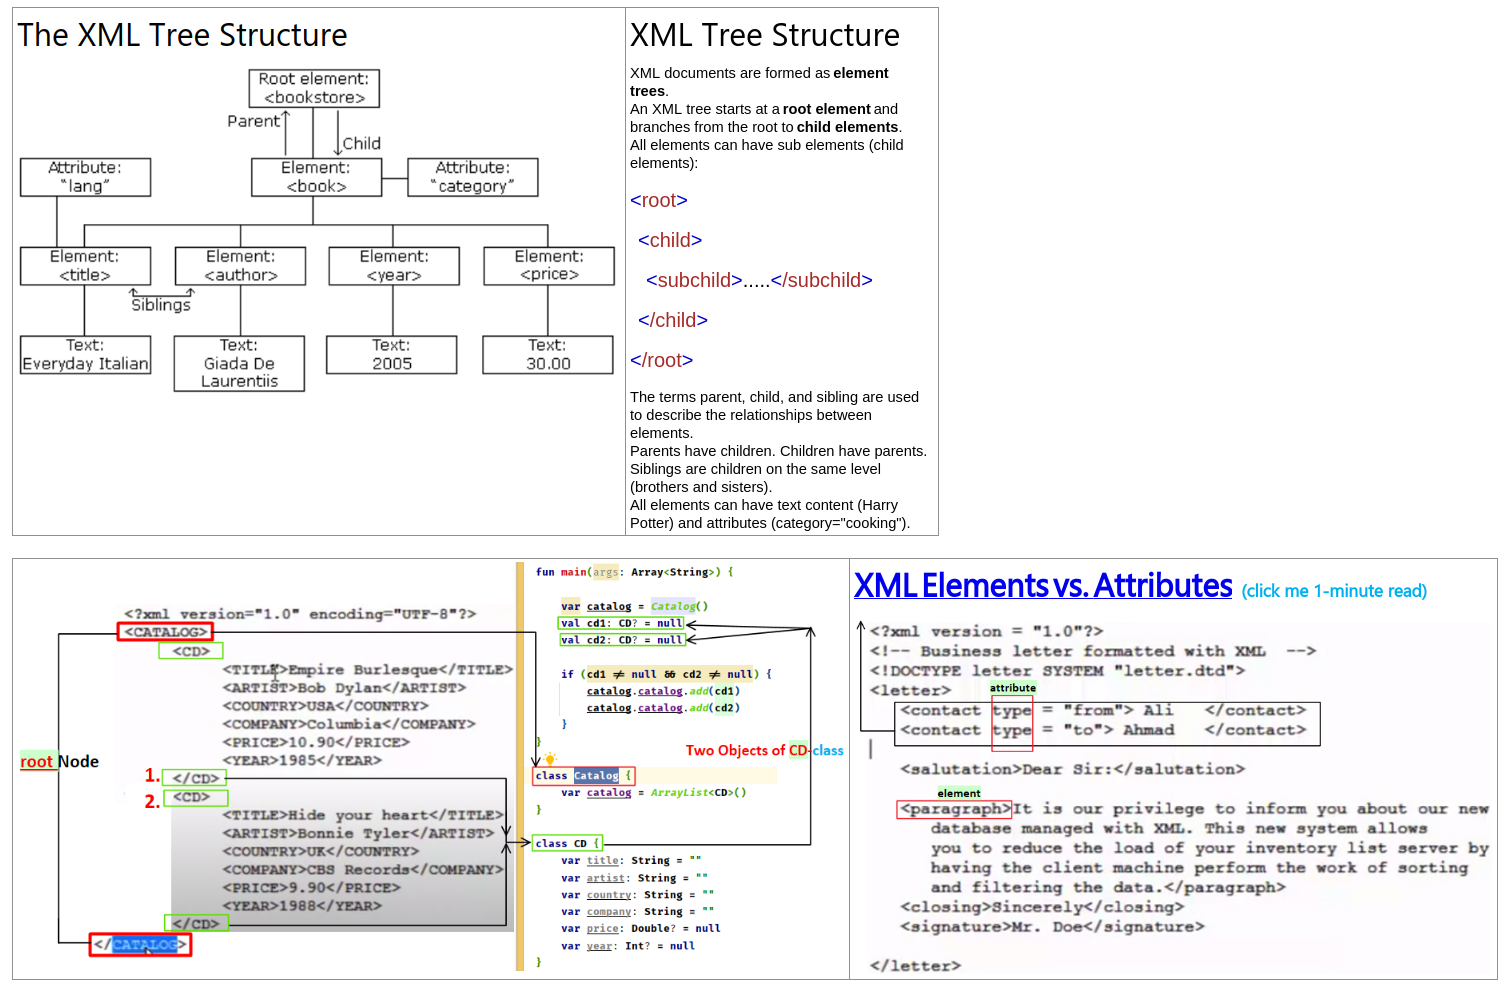 The XML Tree Structure
Root element:
<bookstore>
Parent
Child
Attribute:
"lang"
Element:
<book>
Attribute:
"category"
Element:
<title>
Element:
<author>
Element:
<year>
Element:
<price>
Siblings
Text:
Everyday Italian
Text:
Giada De
Laurentiis
Text:
2005
Text:
30.00
XML Tree Structure
XML documents are formed as element
trees.
An XML tree starts at a root element and
branches from the root to child elements.
All elements can have sub elements (child
elements):
<root>
<child>
<subchild>.....</subchild>
</child>
</root>
The terms parent, child, and sibling are used
to describe the relationships between
elements.
Parents have children. Children have parents.
Siblings are children on the same level
(brothers and sisters).
All elements can have text content (Harry
Potter) and attributes (category="cooking").
<?xml version="1.0" encoding="UTF-8"?>
<CATALOG>
<CD>
<TITLE>Empire Burlesque</TITLE>
<ARTIST>Bob Dylan</ARTIST>
<COUNTRY>USA</COUNTRY>
<COMPANY>Columbia</COMPANY>
<PRICE>10.90</PRICE>
<YEAR>1985</YEAR>
root Node
1. </CD>
2. <CD>
<TITLE>Hide your heart</TITLE>
<ARTIST>Bonnie Tyler</ARTIST>
<COUNTRY>UK</COUNTRY>
<COMPANY>CBS Records</COMPANY>
<PRICE>9.90</PRICE>
<YEAR>1988</YEAR>
</CD>
</CATALOG>
fun main(args: Array<String>) {
var catalog = Catalog()
val cd1: CD? = null
val cd2: CD? = null
if (cd1 ≠ null && cd2 ≠ null) {
catalog.catalog.add(cd1)
catalog.catalog.add(cd2)
}
}
Two Objects of CD-class
class Catalog {
var catalog = ArrayList<CD>()
}
class CD {
var title: String = ""
var artist: String = ""
var country: String = ""
var company: String = ""
var price: Double? = null
var year: Int? = null
}
XML Elements vs. Attributes (click me 1-minute read)
<?xml version = "1.0"?>
<!-- Business letter formatted with XML -->
<!DOCTYPE letter SYSTEM "letter.dtd">
<letter>
attribute
<contact type = "from"> Ali </contact>
<contact type = "to"> Ahmad </contact>
<salutation>Dear Sir:</salutation>
element
<paragraph>It is our privilege to inform you about our new
database managed with XML. This new system allows
you to reduce the load of your inventory list server by
having the client machine perform the work of sorting
and filtering the data.</paragraph>
<closing>Sincerely</closing>
<signature>Mr. Doe</signature>
</letter>